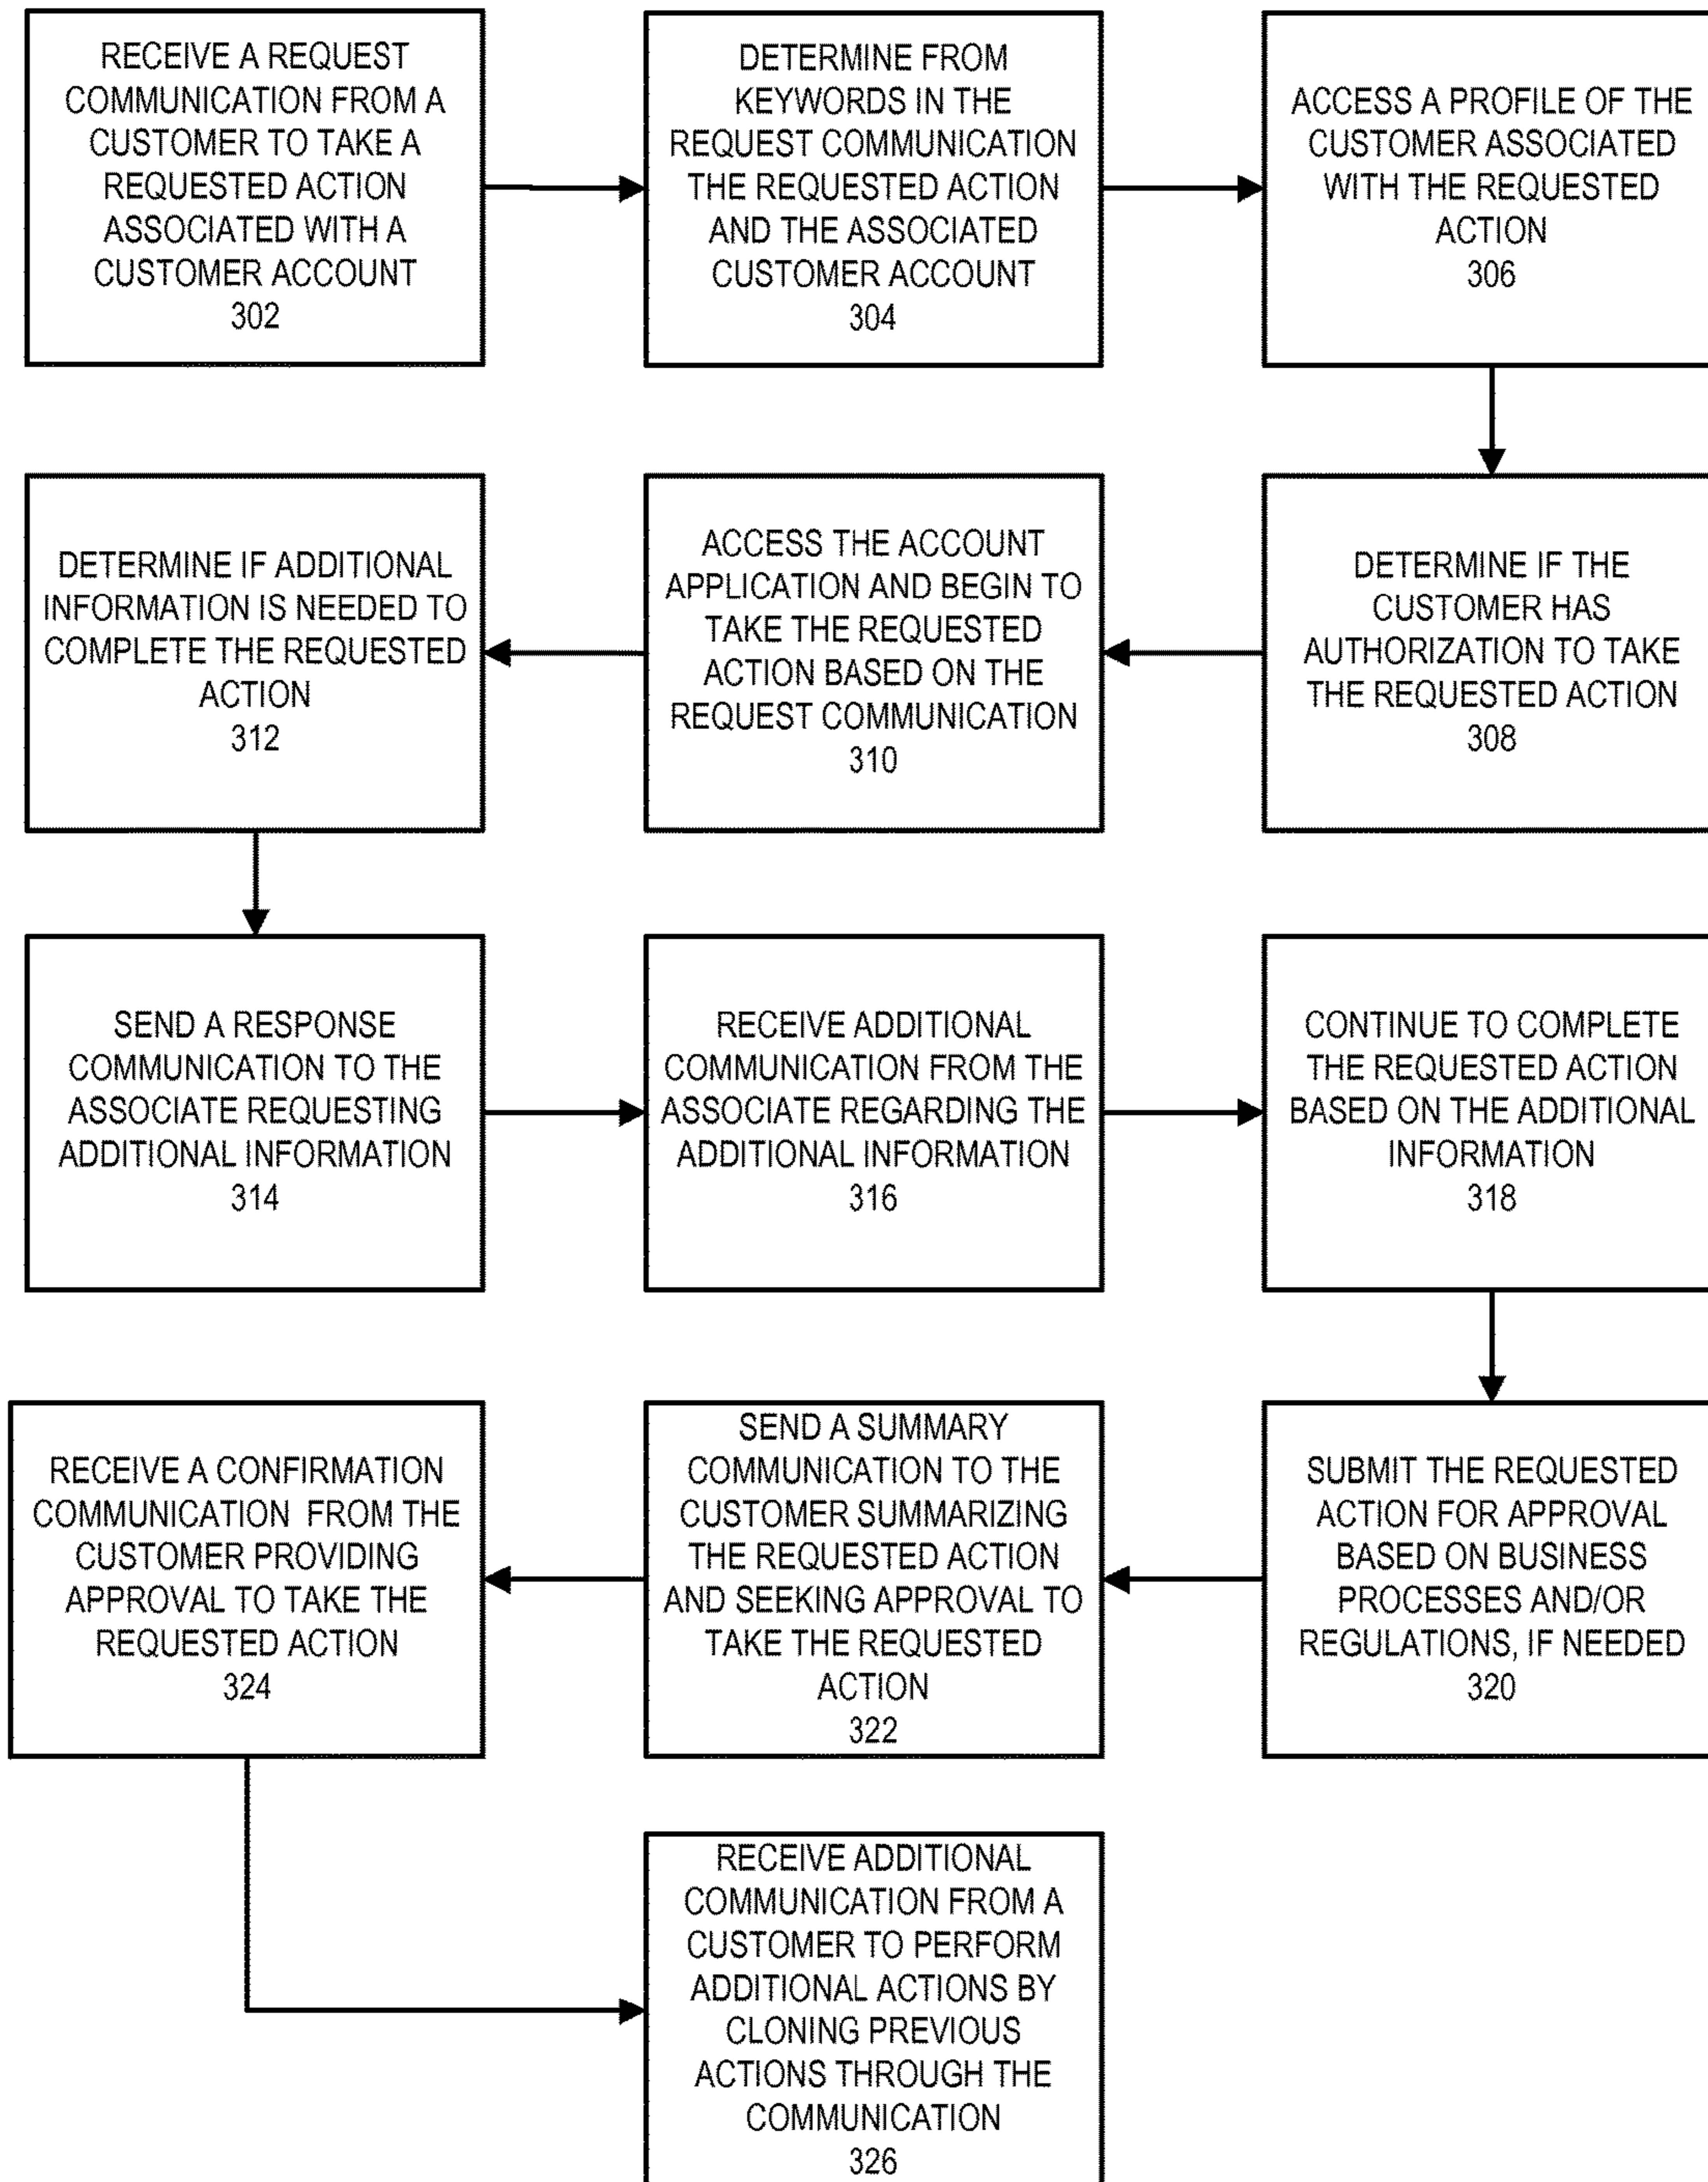 RECEIVE A REQUEST
COMMUNICATION FROM A
CUSTOMER TO TAKE A
REQUESTED ACTION
ASSOCIATED WITH A
CUSTOMER ACCOUNT
302
DETERMINE FROM
KEYWORDS IN THE
REQUEST COMMUNICATION
THE REQUESTED ACTION
AND THE ASSOCIATED
CUSTOMER ACCOUNT
304
ACCESS A PROFILE OF THE
CUSTOMER ASSOCIATED
WITH THE REQUESTED
ACTION
306
DETERMINE IF THE
CUSTOMER HAS
AUTHORIZATION TO TAKE
THE REQUESTED ACTION
308
ACCESS THE ACCOUNT
APPLICATION AND BEGIN TO
TAKE THE REQUESTED
ACTION BASED ON THE
REQUEST COMMUNICATION
310
DETERMINE IF ADDITIONAL
INFORMATION IS NEEDED TO
COMPLETE THE REQUESTED
ACTION
312
SEND A RESPONSE
COMMUNICATION TO THE
ASSOCIATE REQUESTING
ADDITIONAL INFORMATION
314
RECEIVE ADDITIONAL
COMMUNICATION FROM THE
ASSOCIATE REGARDING THE
ADDITIONAL INFORMATION
316
CONTINUE TO COMPLETE
THE REQUESTED ACTION
BASED ON THE ADDITIONAL
INFORMATION
318
SUBMIT THE REQUESTED
ACTION FOR APPROVAL
BASED ON BUSINESS
PROCESSES AND/OR
REGULATIONS, IF NEEDED
320
SEND A SUMMARY
COMMUNICATION TO THE
CUSTOMER SUMMARIZING
THE REQUESTED ACTION
AND SEEKING APPROVAL TO
TAKE THE REQUESTED
ACTION
322
RECEIVE A CONFIRMATION
COMMUNICATION FROM THE
CUSTOMER PROVIDING
APPROVAL TO TAKE THE
REQUESTED ACTION
324
RECEIVE ADDITIONAL
COMMUNICATION FROM A
CUSTOMER TO PERFORM
ADDITIONAL ACTIONS BY
CLONING PREVIOUS
ACTIONS THROUGH THE
COMMUNICATION
326